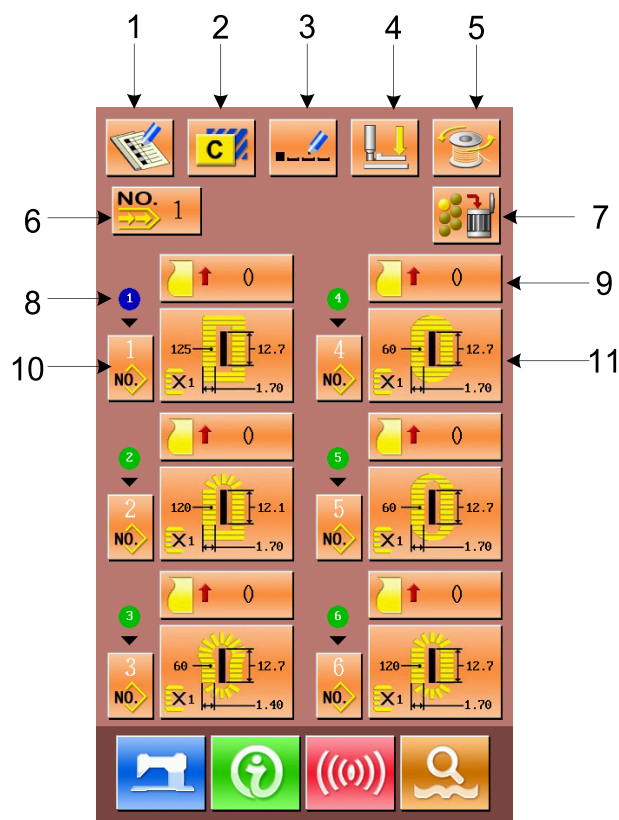 1 2 3 4 5
C
6 NO. 1 7
8 1 0 4 0 9
10 1 NO. 125 12.7 X1 1.70 4 NO. 60 12.7 X1 1.70 11
2 0 5 0
2 NO. 120 12.1 X1 1.70 5 NO. 60 12.7 X1 1.70
3 0 6 0
3 NO. 60 12.7 X1 1.40 6 NO. 120 12.7 X1 1.70
i